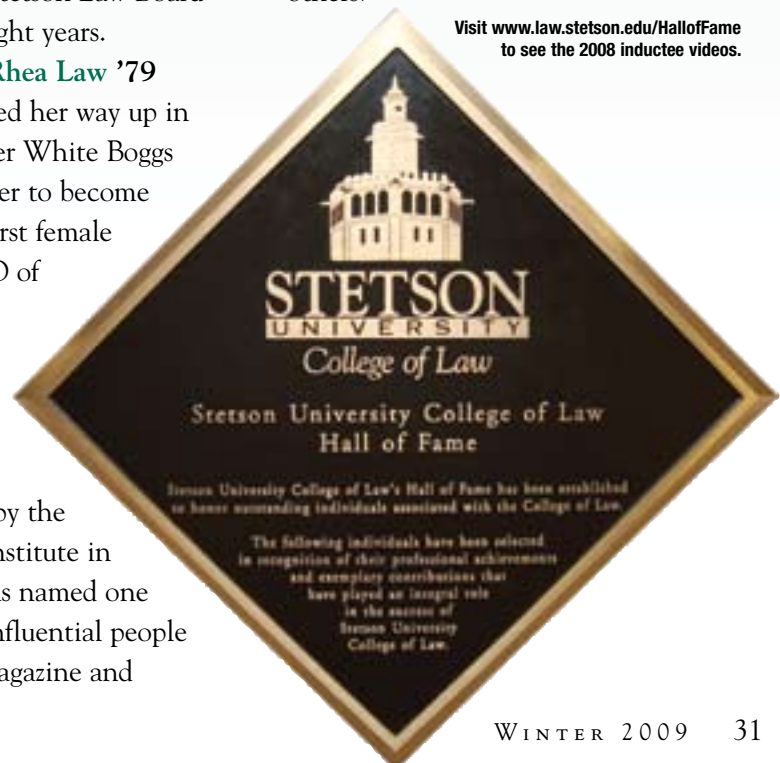 Stetson Law Board
ght years.
Rhea Law ’79
ed her way up in
er White Boggs
er to become
rst female
O of
by the
nstitute in
s named one
nfluential people
agazine and
Visit www.law.stetson.edu/HallofFame
to see the 2008 inductee videos.
STETSON
UNIVERSITY
College of Law
Stetson University College of Law
Hall of Fame
Stetson University College of Law's Hall of Fame has been established
to honor outstanding individuals associated with the College of Law.
The following individuals have been selected
in recognition of their professional achievements
and exemplary contributions that
have played an integral role
in the success of
Stetson University
College of Law.
WINTER 2009 31